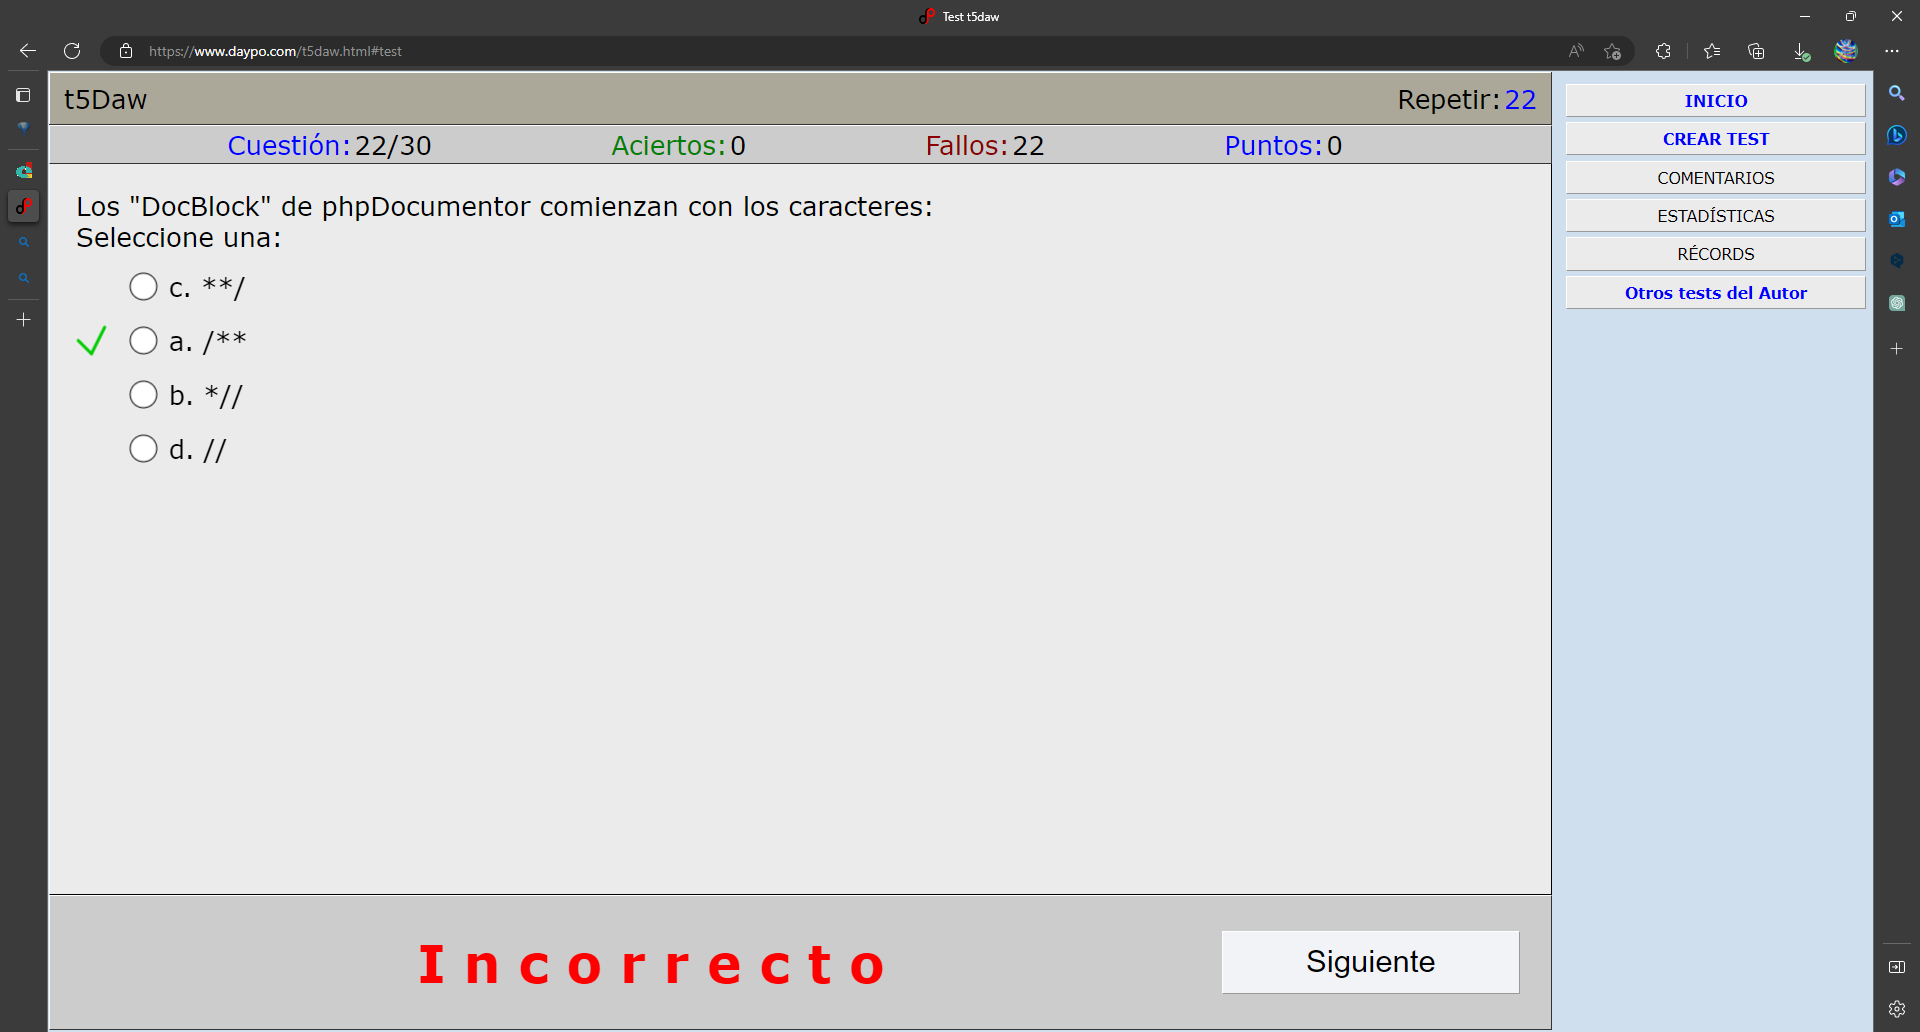 Test t5daw
https://www.daypo.com/t5daw.html#test
t5Daw
Repetir: 22
Cuestión: 22/30
Aciertos: 0
Fallos: 22
Puntos: 0
Los "DocBlock" de phpDocumentor comienzan con los caracteres:
Seleccione una:
c. **/
a. /**
b. *//
d. //
Incorrecto
Siguiente
INICIO
CREAR TEST
COMENTARIOS
ESTADÍSTICAS
RÉCORDS
Otros tests del Autor